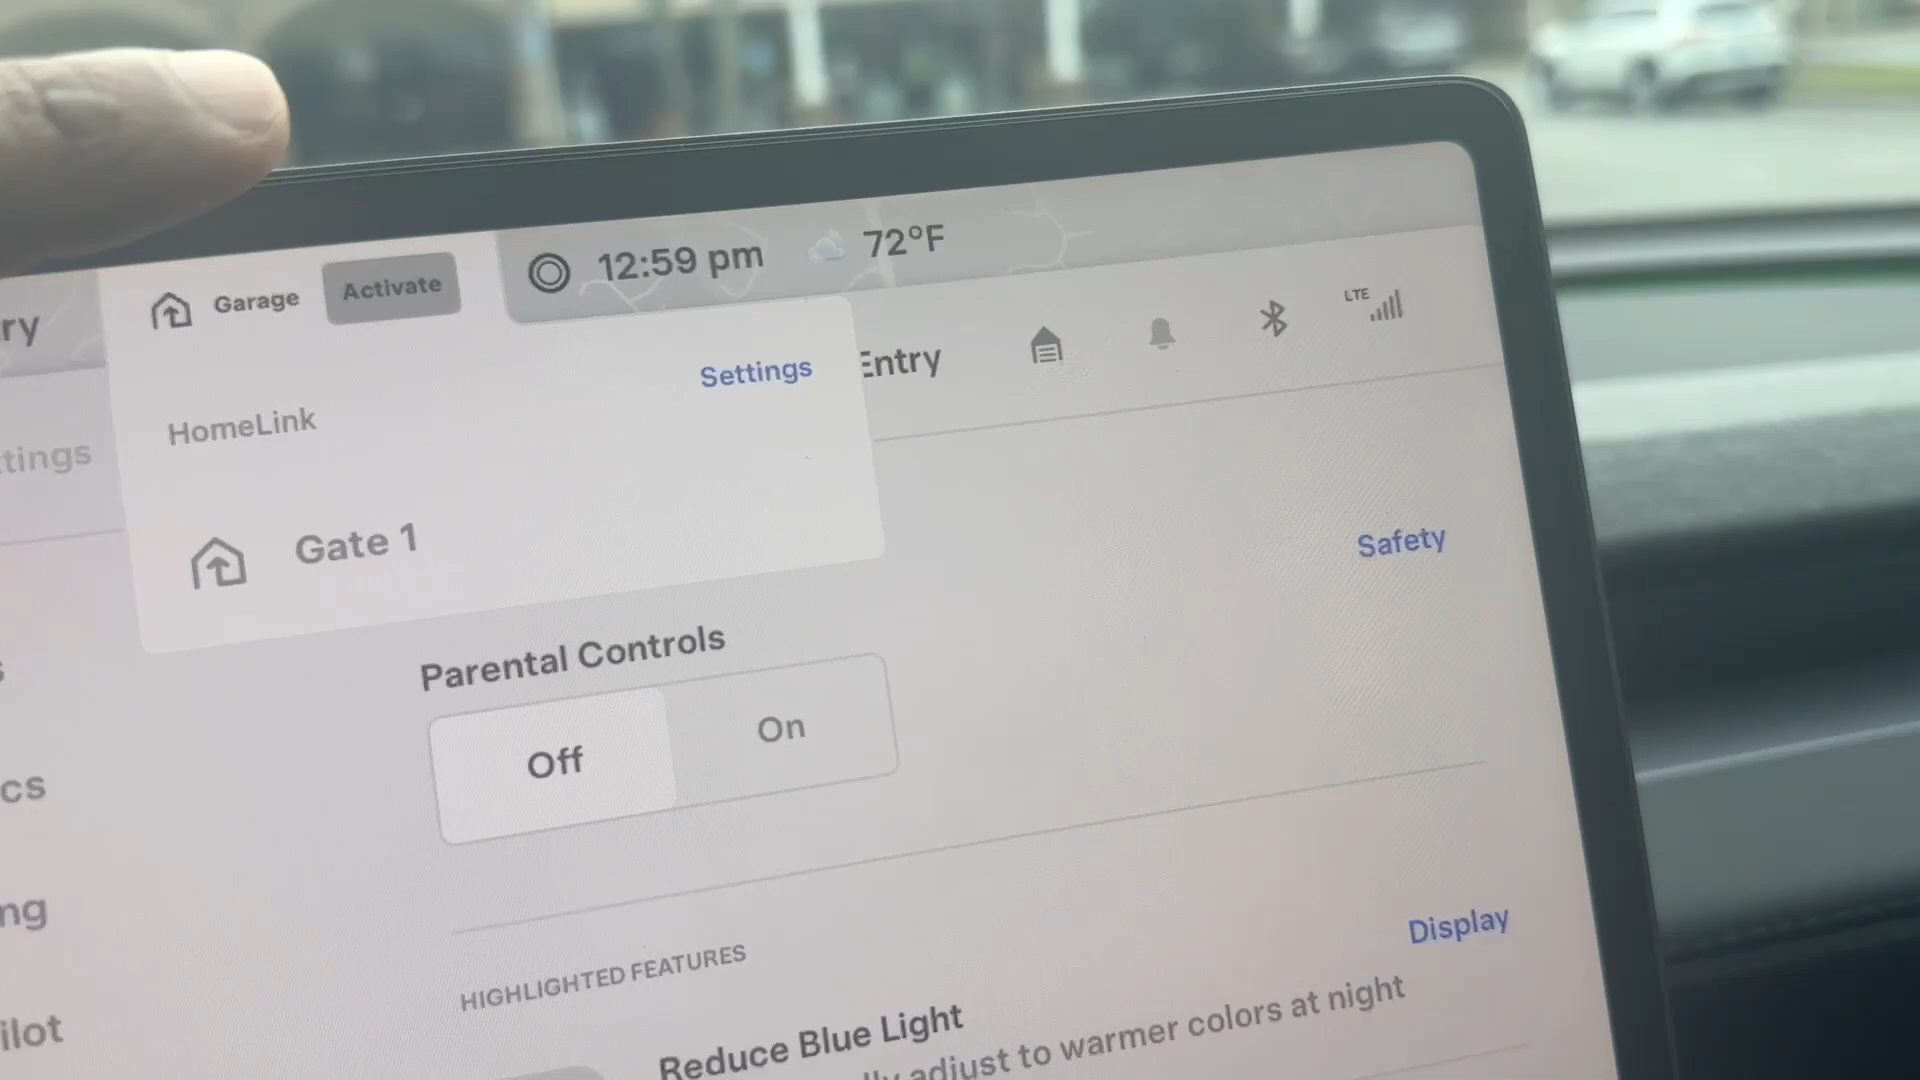 Garage Activate
12:59 pm 72°F
LTE
ry
Settings
Entry
HomeLink
tings
Gate 1
Safety
Parental Controls
Off On
cs
ng
Display
HIGHLIGHTED FEATURES
ilot
Reduce Blue Light
adjust to warmer colors at night